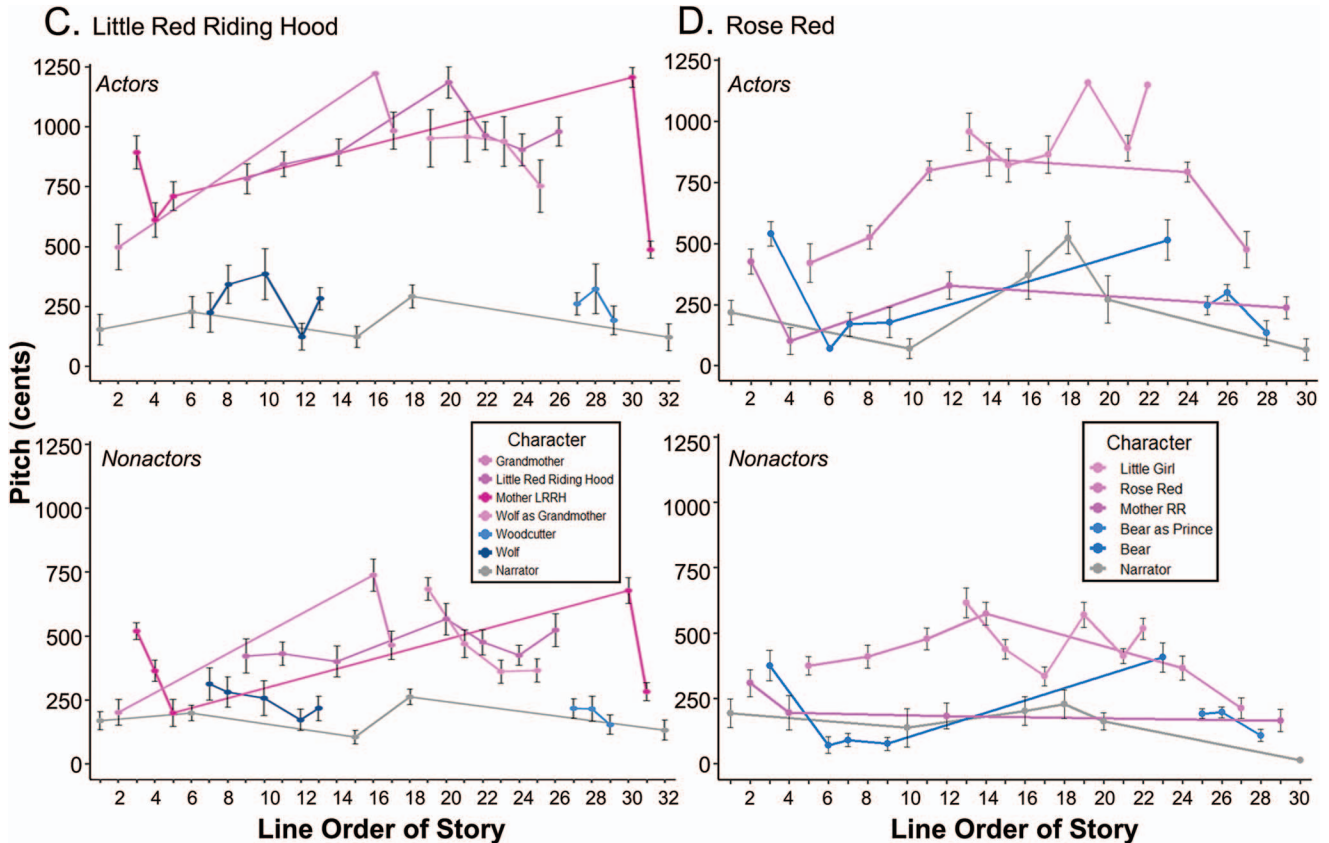 C. Little Red Riding Hood
D. Rose Red
Pitch (cents)
Actors
1250
1000
750
500
250
0
2 4 6 8 10 12 14 16 18 20 22 24 26 28 30 32
Actors
1250
1000
750
500
250
0
2 4 6 8 10 12 14 16 18 20 22 24 26 28 30
Nonactors
1250
1000
750
500
250
0
Character
Grandmother
Little Red Riding Hood
Mother LRRH
Wolf as Grandmother
Woodcutter
Wolf
Narrator
2 4 6 8 10 12 14 16 18 20 22 24 26 28 30 32
Line Order of Story
Nonactors
1250
1000
750
500
250
0
Character
Little Girl
Rose Red
Mother RR
Bear as Prince
Bear
Narrator
2 4 6 8 10 12 14 16 18 20 22 24 26 28 30
Line Order of Story